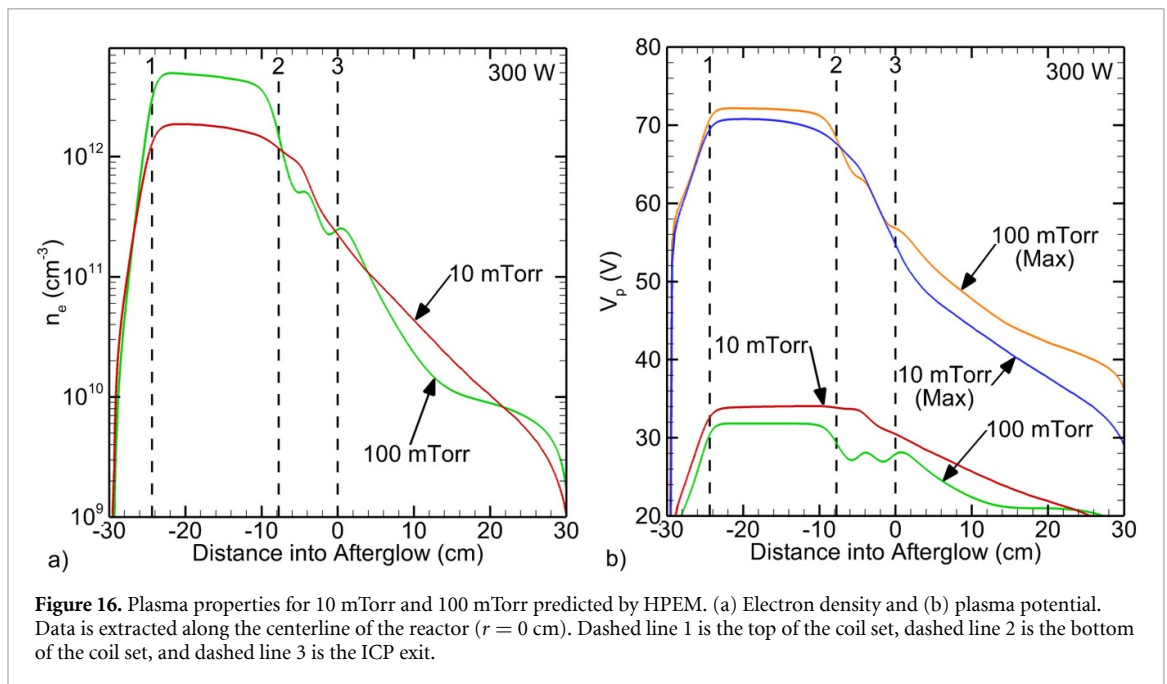 1 2 3 300 W
10¹²
10¹¹
10¹⁰
10⁹
nₑ (cm⁻³)
10 mTorr
100 mTorr
-30 -20 -10 0 10 20 30
Distance into Afterglow (cm)
a)
1 2 3 300 W
80
70
60
50
40
30
20
Vₚ (V)
100 mTorr
(Max)
10 mTorr
10 mTorr
(Max)
100 mTorr
-30 -20 -10 0 10 20 30
Distance into Afterglow (cm)
b)
Figure 16. Plasma properties for 10 mTorr and 100 mTorr predicted by HPEM. (a) Electron density and (b) plasma potential.
Data is extracted along the centerline of the reactor (r = 0 cm). Dashed line 1 is the top of the coil set, dashed line 2 is the bottom
of the coil set, and dashed line 3 is the ICP exit.